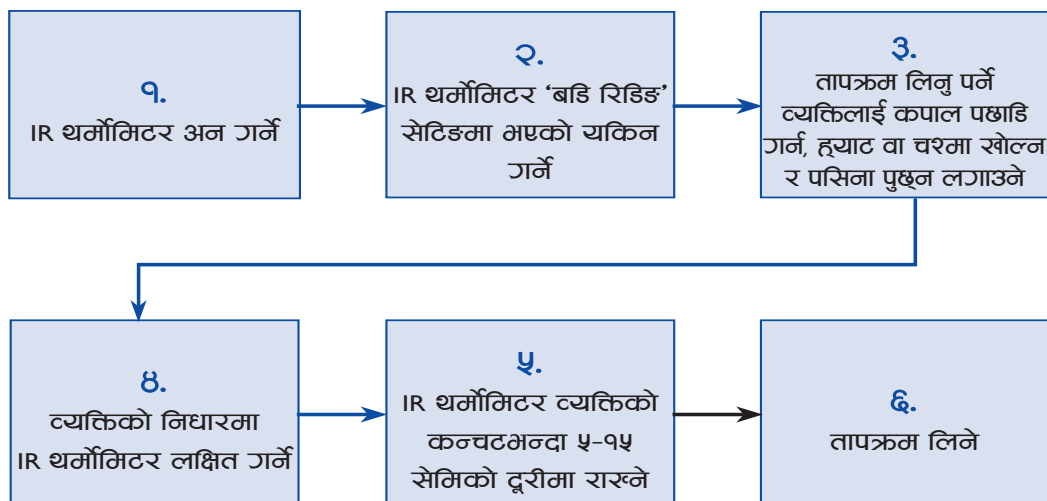 १.
IR थर्मोमिटर अन गर्ने
२.
IR थर्मोमिटर ‘बडि रिडिङ’
सेटिङमा भएको यकिन
गर्ने
३.
तापक्रम लिनु पर्ने
व्यक्तिलाई कपाल पछाडि
गर्न, ह्याट वा चश्मा खोल्न
र पसिना पुछ्न लगाउने
४.
व्यक्तिको निधारमा
IR थर्मोमिटर लक्षित गर्ने
५.
IR थर्मोमिटर व्यक्तिको
कन्चटभन्दा ५-१५
सेमिको दूरीमा राख्ने
६.
तापक्रम लिने